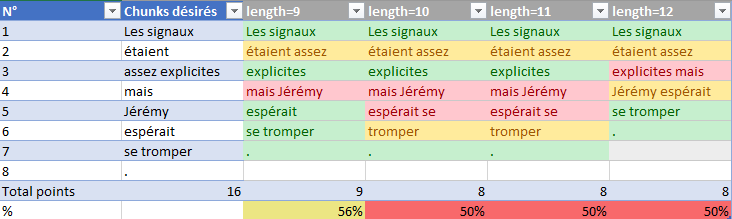 N° Chunks désirés length=9 length=10 length=11 length=12
1 Les signaux Les signaux Les signaux Les signaux Les signaux
2 étaient étaient assez étaient assez étaient assez étaient assez
3 assez explicites explicites explicites explicites explicites mais
4 mais mais Jérémy mais Jérémy mais Jérémy Jérémy espérait
5 Jérémy espérait espérait se espérait se se tromper
6 espérait se tromper tromper tromper .
7 se tromper . . .
8 .
Total points 16 9 8 8 8
% 56% 50% 50% 50%